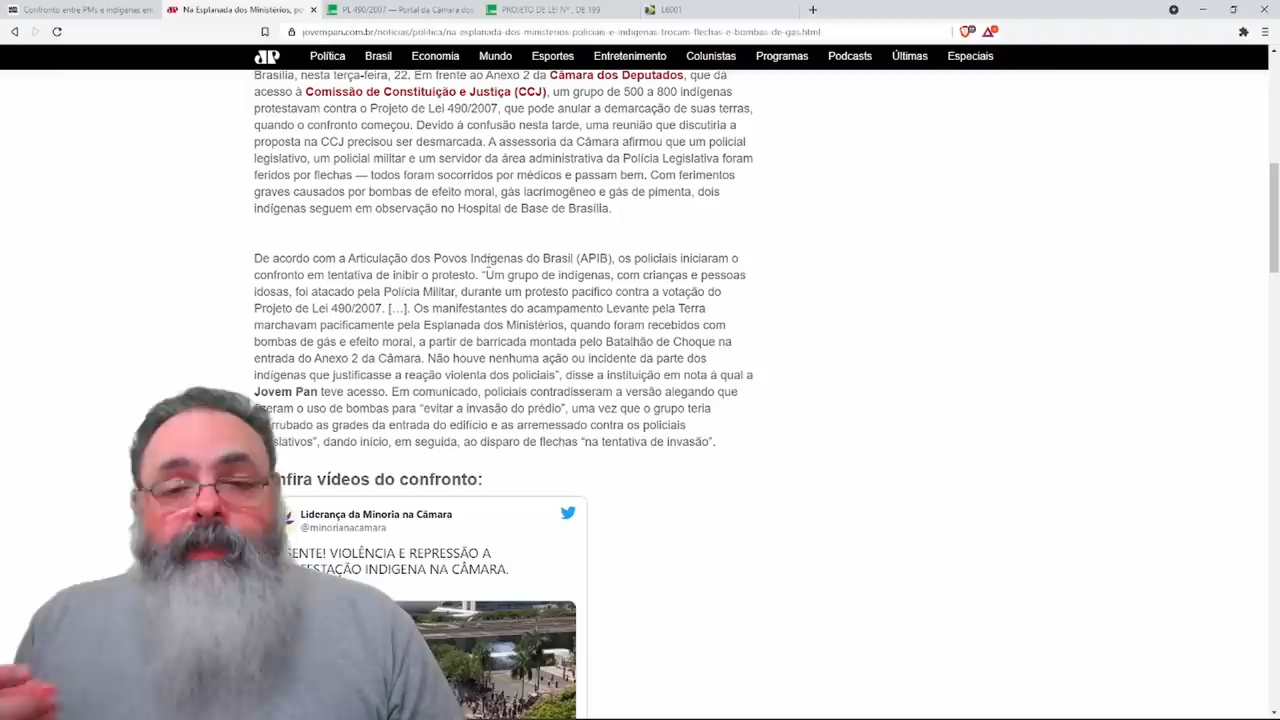 Confronto entre PMs e indígenas em
Na Esplanada dos Ministérios, po
PL 490/2007 — Portal da Câmara dos
PROJETO DE LEI Nº , DE 199
L6001
jovempan.com.br/noticias/politica/na-esplanada-dos-ministerios-policiais-e-indigenas-trocam-flechas-e-bombas-de-gas.html
JP Política Brasil Economia Mundo Esportes Entretenimento Colunistas Programas Podcasts Últimas Especiais
Brasília, nesta terça-feira, 22. Em frente ao Anexo 2 da Câmara dos Deputados, que dá
acesso à Comissão de Constituição e Justiça (CCJ), um grupo de 500 a 800 indígenas
protestavam contra o Projeto de Lei 490/2007, que pode anular a demarcação de suas terras,
quando o confronto começou. Devido à confusão nesta tarde, uma reunião que discutiria a
proposta na CCJ precisou ser desmarcada. A assessoria da Câmara afirmou que um policial
legislativo, um policial militar e um servidor da área administrativa da Polícia Legislativa foram
feridos por flechas — todos foram socorridos por médicos e passam bem. Com ferimentos
graves causados por bombas de efeito moral, gás lacrimogêneo e gás de pimenta, dois
indígenas seguem em observação no Hospital de Base de Brasília.
De acordo com a Articulação dos Povos Indígenas do Brasil (APIB), os policiais iniciaram o
confronto em tentativa de inibir o protesto. “Um grupo de indígenas, com crianças e pessoas
idosas, foi atacado pela Polícia Militar, durante um protesto pacífico contra a votação do
Projeto de Lei 490/2007. […]. Os manifestantes do acampamento Levante pela Terra
marchavam pacificamente pela Esplanada dos Ministérios, quando foram recebidos com
bombas de gás e efeito moral, a partir de barricada montada pelo Batalhão de Choque na
entrada do Anexo 2 da Câmara. Não houve nenhuma ação ou incidente da parte dos
indígenas que justificasse a reação violenta dos policiais”, disse a instituição em nota à qual a
Jovem Pan teve acesso. Em comunicado, policiais contradisseram a versão alegando que
fizeram o uso de bombas para “evitar a invasão do prédio”, uma vez que o grupo teria
rrubado as grades da entrada do edifício e as arremessado contra os policiais
slativos”, dando início, em seguida, ao disparo de flechas “na tentativa de invasão”.
nfira vídeos do confronto:
Liderança da Minoria na Câmara
@minorianacamara
SENTE! VIOLÊNCIA E REPRESSÃO A
FESTAÇÃO INDIGENA NA CÂMARA.